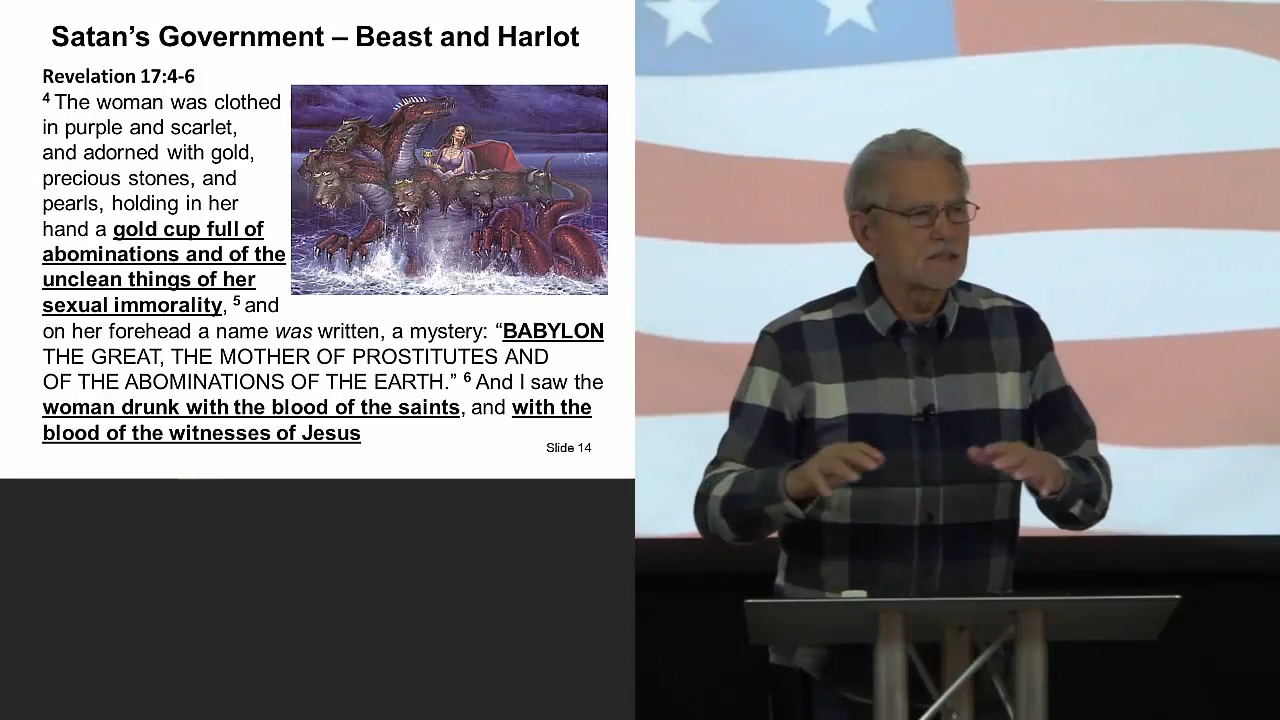 Satan’s Government – Beast and Harlot
Revelation 17:4-6
4 The woman was clothed
in purple and scarlet,
and adorned with gold,
precious stones, and
pearls, holding in her
hand a gold cup full of
abominations and of the
unclean things of her
sexual immorality, 5 and
on her forehead a name was written, a mystery: “BABYLON
THE GREAT, THE MOTHER OF PROSTITUTES AND
OF THE ABOMINATIONS OF THE EARTH.” 6 And I saw the
woman drunk with the blood of the saints, and with the
blood of the witnesses of Jesus
Slide 14